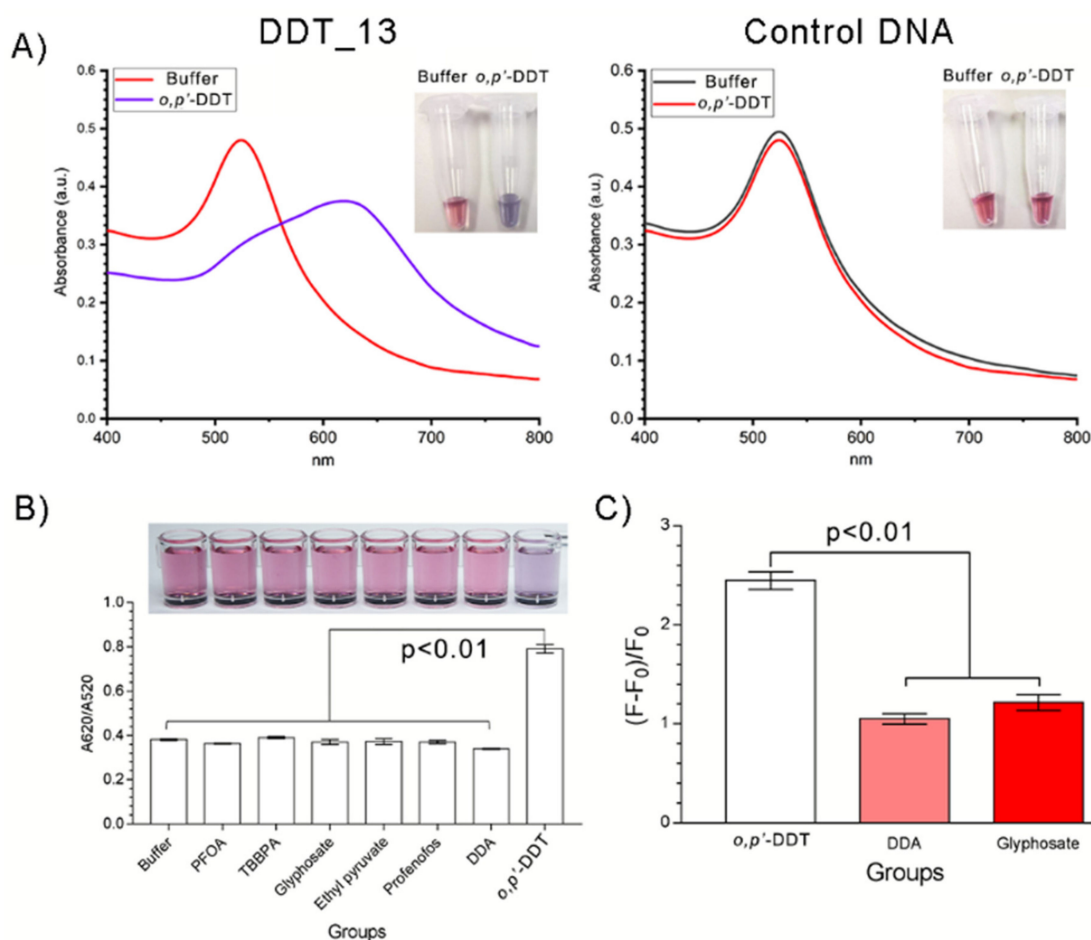 A)
DDT_13
Buffer
o,p'-DDT
Buffer o,p'-DDT
Absorbance (a.u.)
0.6
0.5
0.4
0.3
0.2
0.1
0.0
400 500 600 700 800
nm
Control DNA
Buffer
o,p'-DDT
Buffer o,p'-DDT
Absorbance (a.u.)
0.6
0.5
0.4
0.3
0.2
0.1
0.0
400 500 600 700 800
nm
B)
p<0.01
A620/A520
1.0
0.8
0.6
0.4
0.2
0.0
Buffer
PFOA
TBBPA
Glyphosate
Ethyl pyruvate
Profenofos
DDA
o,p'-DDT
Groups
C)
p<0.01
(F-F0)/F0
3
2
1
0
o,p'-DDT DDA Glyphosate
Groups